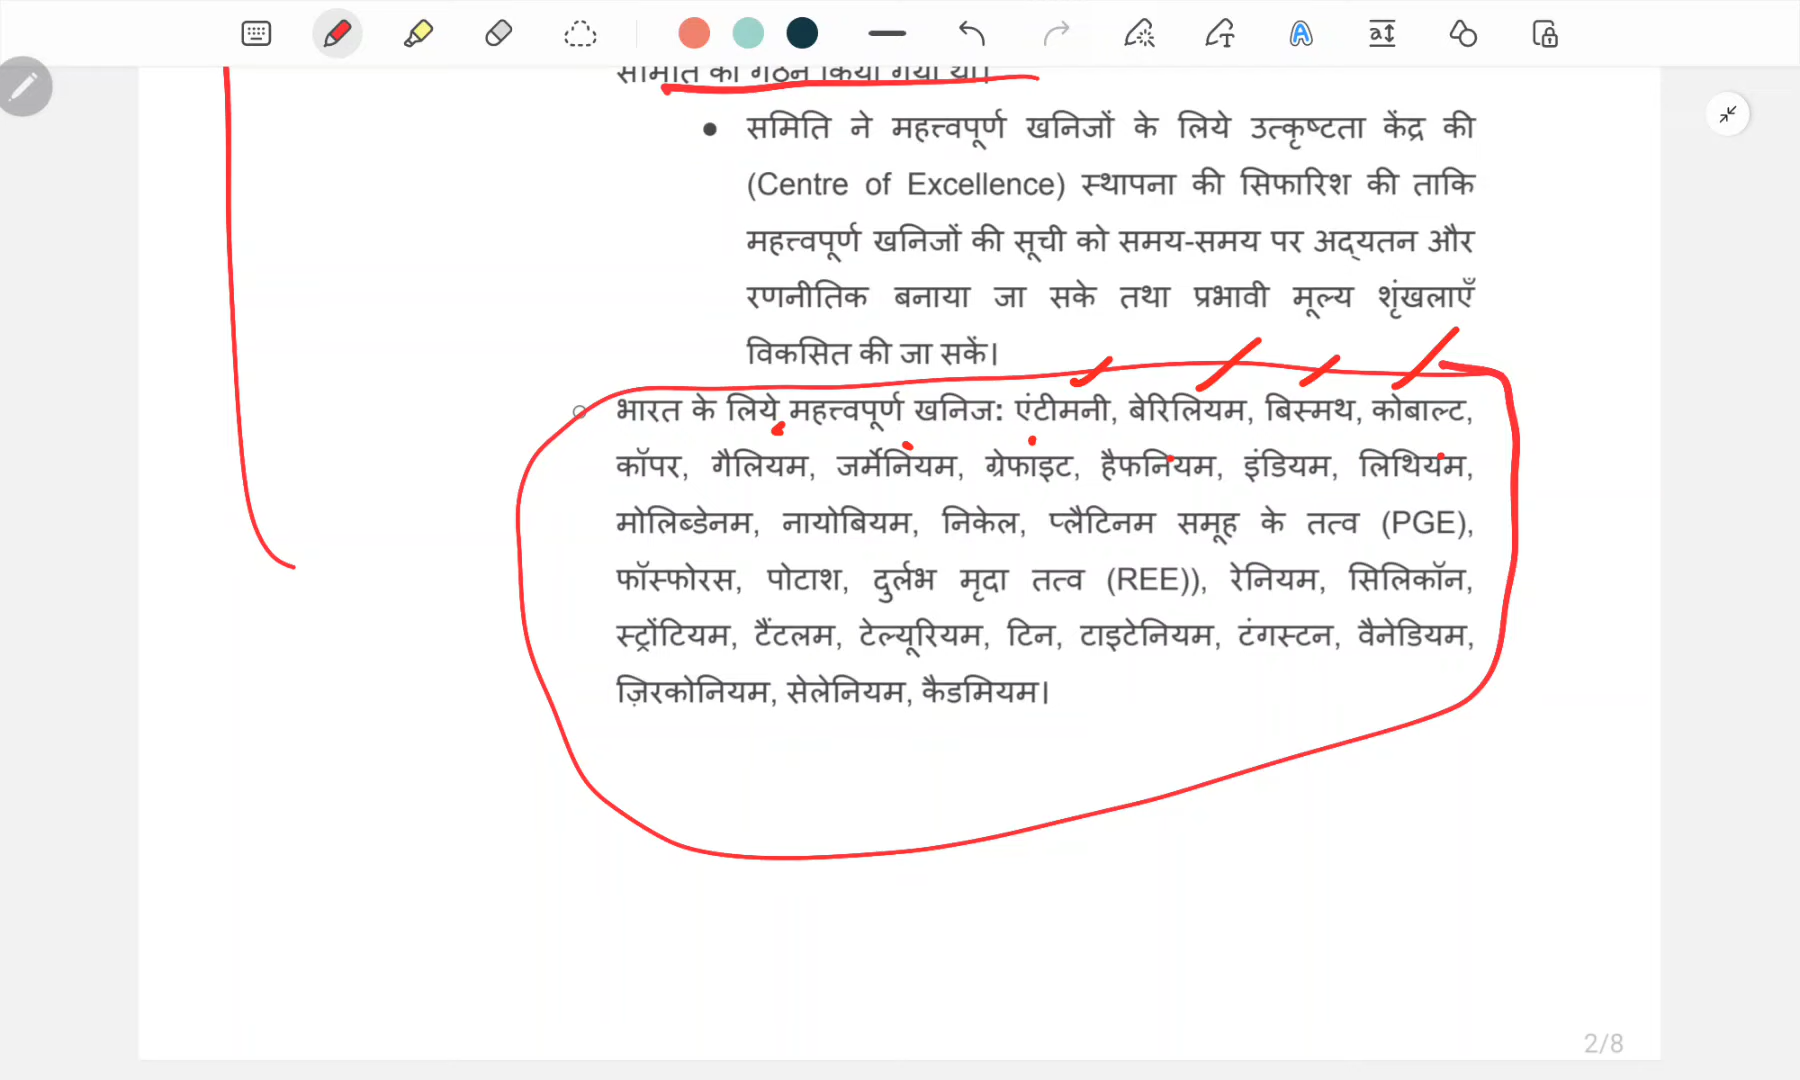 समिति का गठन किया गया था।
● समिति ने महत्त्वपूर्ण खनिजों के लिये उत्कृष्टता केंद्र की
(Centre of Excellence) स्थापना की सिफारिश की ताकि
महत्त्वपूर्ण खनिजों की सूची को समय-समय पर अद्यतन और
रणनीतिक बनाया जा सके तथा प्रभावी मूल्य शृंखलाएँ
विकसित की जा सकें।
○ भारत के लिये महत्त्वपूर्ण खनिज: एंटीमनी, बेरिलियम, बिस्मथ, कोबाल्ट,
कॉपर, गैलियम, जर्मेनियम, ग्रेफाइट, हैफनियम, इंडियम, लिथियम,
मोलिब्डेनम, नायोबियम, निकेल, प्लैटिनम समूह के तत्व (PGE),
फॉस्फोरस, पोटाश, दुर्लभ मृदा तत्व (REE)), रेनियम, सिलिकॉन,
स्ट्रोंटियम, टैंटलम, टेल्यूरियम, टिन, टाइटेनियम, टंगस्टन, वैनेडियम,
ज़िरकोनियम, सेलेनियम, कैडमियम।
2/8